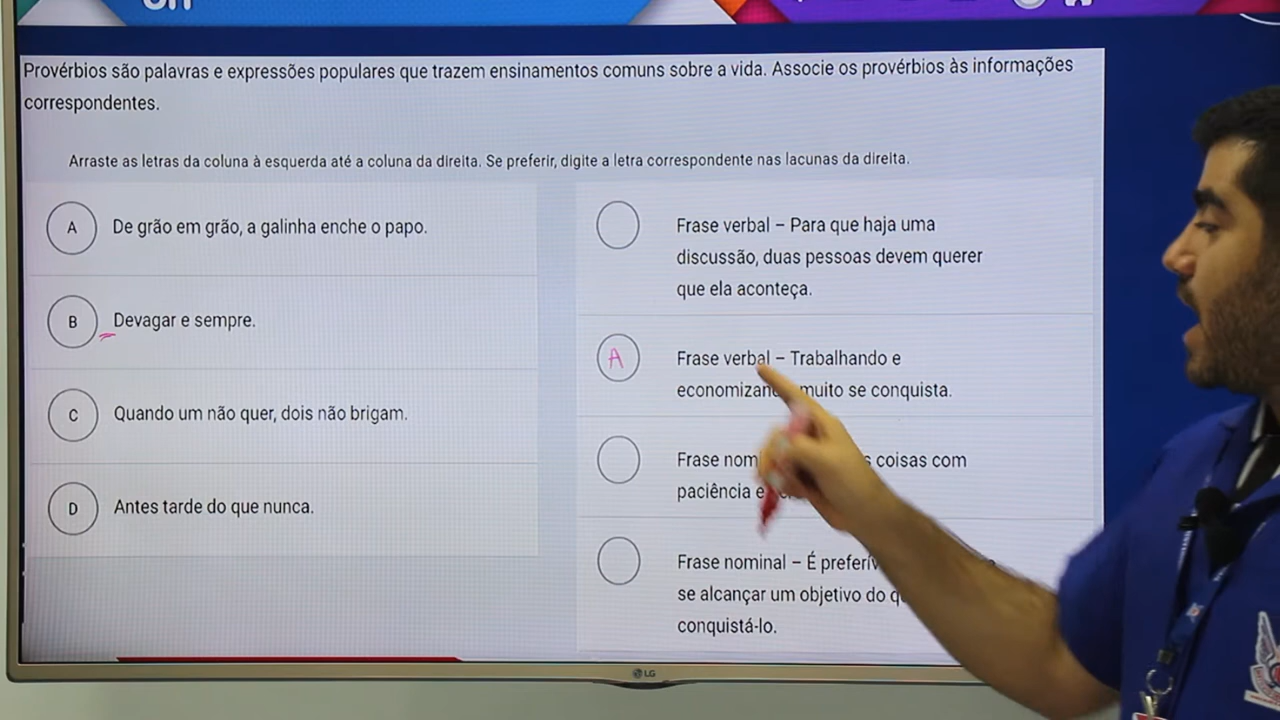 Provérbios são palavras e expressões populares que trazem ensinamentos comuns sobre a vida. Associe os provérbios às informações
correspondentes.
Arraste as letras da coluna à esquerda até a coluna da direita. Se preferir, digite a letra correspondente nas lacunas da direita.
A De grão em grão, a galinha enche o papo.
B Devagar e sempre.
C Quando um não quer, dois não brigam.
D Antes tarde do que nunca.
Frase verbal – Para que haja uma
discussão, duas pessoas devem querer
que ela aconteça.
A Frase verbal – Trabalhando e
muito se conquista.
Frase coisas com
paciência
Frase nominal – É
se alcançar um objetivo do
conquistá-lo.
LG